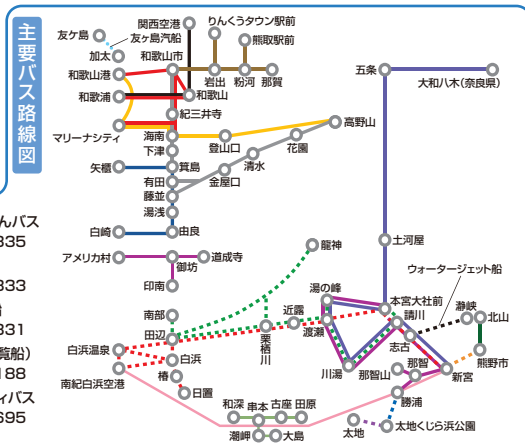 主要バス路線図
友ヶ島
友ヶ島汽船
加太
関西空港
りんくうタウン駅前
熊取駅前
五条
大和八木(奈良県)
和歌山市
和歌山港
岩出
粉河
那賀
和歌浦
和歌山
紀三井寺
マリーナシティ
高野山
海南
登山口
花園
下津
清水
矢櫃
箕島
金屋口
有田
藤並
湯浅
白崎
由良
土河屋
龍神
アメリカ村
御坊
道成寺
ウォータージェット船
印南
湯の峰
本宮大社前
瀞峡
北山
請川
南部
近露
渡瀬
田辺
栗栖川
志古
白浜温泉
白浜
川湯
那智山
那智
新宮
熊野市
南紀白浜空港
椿
日置
勝浦
和深
串本
古座
田原
潮岬
大島
太地
太地くじら浜公園
んバス
335
333
331
覧船)
188
ィバス
695